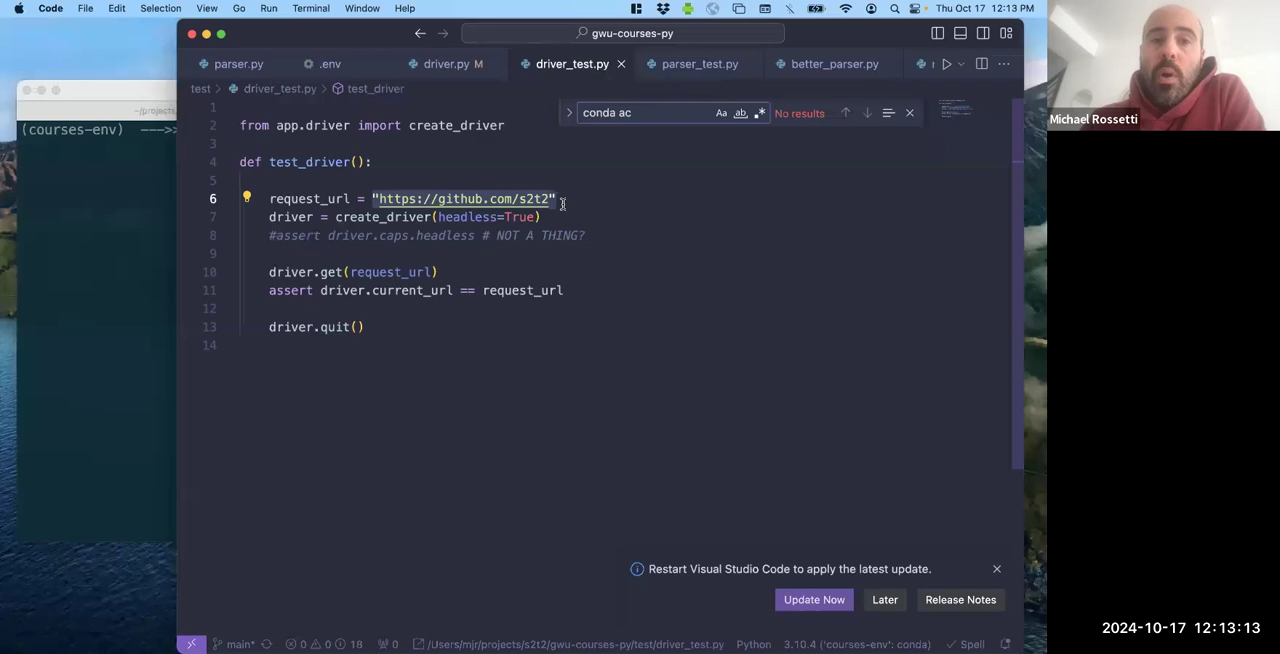 Code File Edit Selection View Go Run Terminal Window Help Thu Oct 17 12:13 PM
gwu-courses-py
parser.py .env driver.py M driver_test.py parser_test.py better_parser.py
test > driver_test.py > test_driver
conda ac Aa ab No results
~/projects
(courses-env) --->>
1
2 from app.driver import create_driver
3
4 def test_driver():
5
6 request_url = "https://github.com/s2t2"
7 driver = create_driver(headless=True)
8 #assert driver.caps.headless # NOT A THING?
9
10 driver.get(request_url)
11 assert driver.current_url == request_url
12
13 driver.quit()
14
Restart Visual Studio Code to apply the latest update.
Update Now Later Release Notes
main* 0 0 18 0 /Users/mjr/projects/s2t2/gwu-courses-py/test/driver_test.py Python 3.10.4 ('courses-env': conda) Spell
Michael Rossetti
2024-10-17 12:13:13